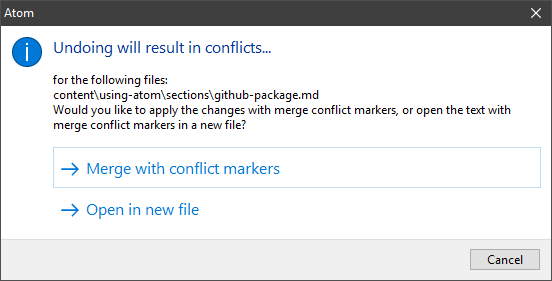 Atom
Undoing will result in conflicts...
for the following files:
content\using-atom\sections\github-package.md
Would you like to apply the changes with merge conflict markers, or open the text with
merge conflict markers in a new file?
Merge with conflict markers
Open in new file
Cancel